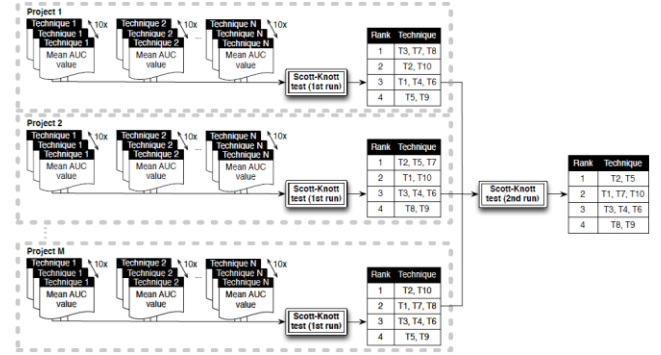 Project 1
Technique 1 10x Technique 2 10x Technique N 10x
Technique 1 Technique 2 ... Technique N
Technique 1 Technique 2 Technique N
Mean AUC value Mean AUC value Mean AUC value
Scott-Knott test (1st run)
Rank Technique
1 T3, T7, T8
2 T2, T10
3 T1, T4, T6
4 T5, T9
Project 2
Technique 1 10x Technique 2 10x Technique N 10x
Technique 1 Technique 2 ... Technique N
Technique 1 Technique 2 Technique N
Mean AUC value Mean AUC value Mean AUC value
Scott-Knott test (1st run)
Rank Technique
1 T2, T5, T7
2 T1, T10
3 T3, T4, T6
4 T8, T9
Scott-Knott test (2nd run)
Rank Technique
1 T2, T5
2 T1, T7, T10
3 T3, T4, T6
4 T8, T9
Project M
Technique 1 10x Technique 2 10x Technique N 10x
Technique 1 Technique 2 ... Technique N
Technique 1 Technique 2 Technique N
Mean AUC value Mean AUC value Mean AUC value
Scott-Knott test (1st run)
Rank Technique
1 T2, T10
2 T1, T7, T8
3 T3, T4, T6
4 T5, T9